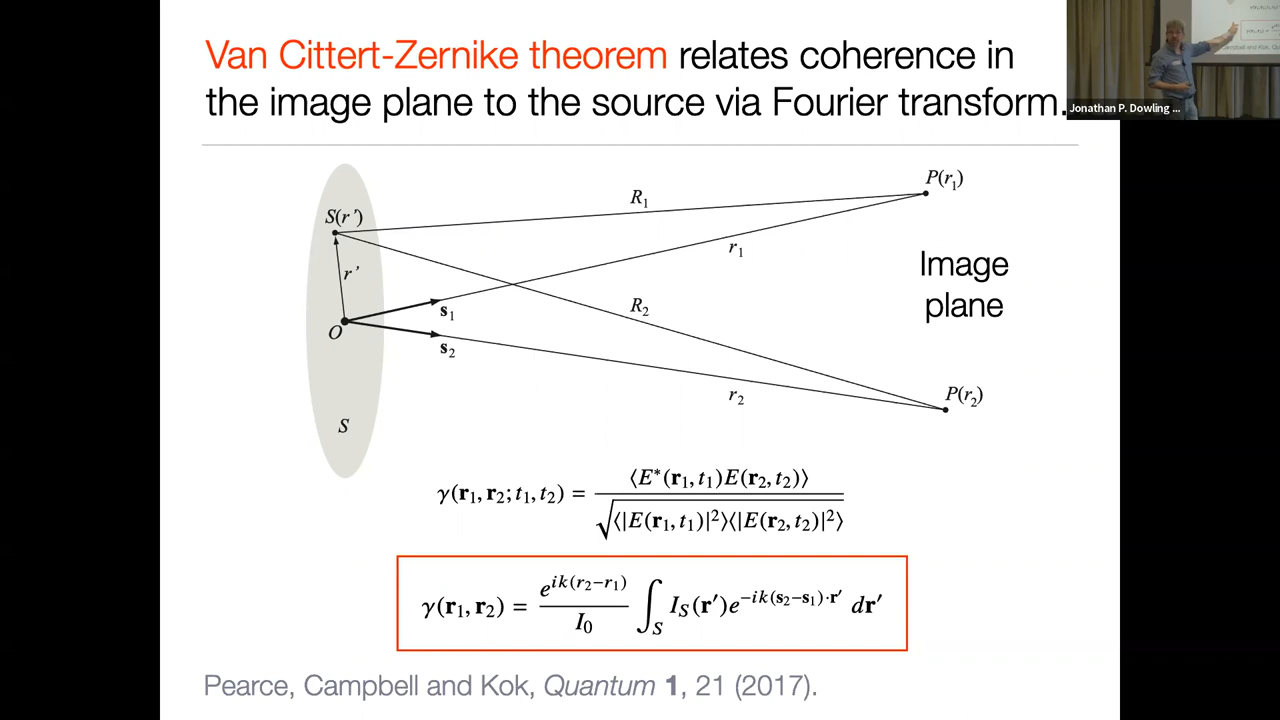 Van Cittert-Zernike theorem relates coherence in
the image plane to the source via Fourier transform.
Jonathan P. Dowling ...
P(r₁)
R₁
S(r')
r₁
Image
plane
r'
s₁
R₂
O
s₂
r₂
P(r₂)
S
γ(r₁, r₂; t₁, t₂) = ⟨E*(r₁, t₁)E(r₂, t₂)⟩ / √⟨|E(r₁, t₁)|²⟩⟨|E(r₂, t₂)|²⟩
γ(r₁, r₂) = e^{ik(r₂−r₁)} / I₀ ∫_S I_S(r')e^{−ik(s₂−s₁)·r'} dr'
Pearce, Campbell and Kok, Quantum 1, 21 (2017).